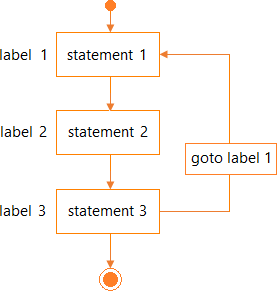 label 1
statement 1
label 2
statement 2
goto label 1
label 3
statement 3